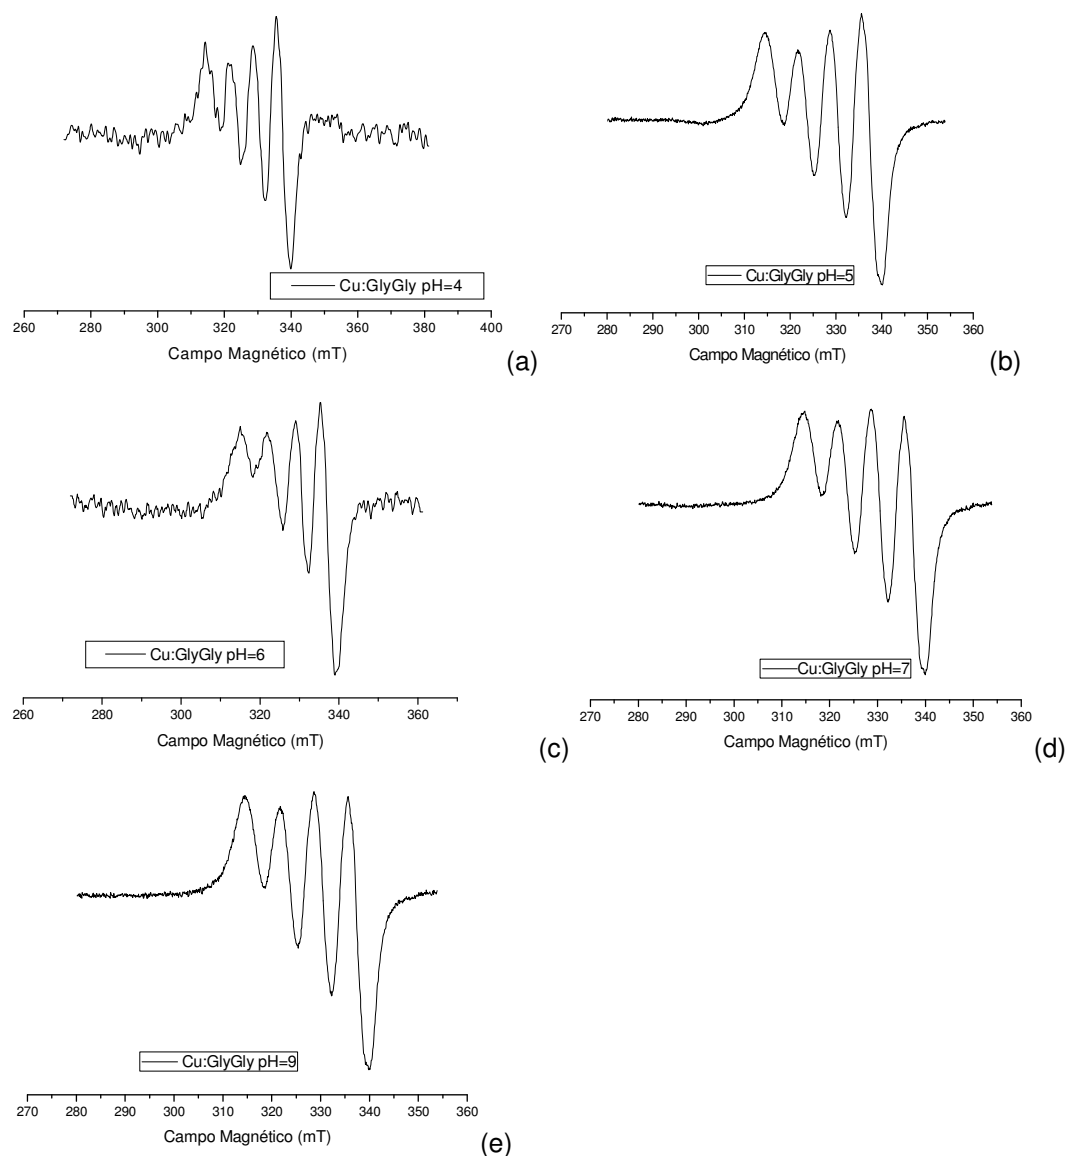 Cu:GlyGly pH=4
260 280 300 320 340 360 380 400
Campo Magnético (mT)
(a)
Cu:GlyGly pH=5
270 280 290 300 310 320 330 340 350 360
Campo Magnético (mT)
(b)
Cu:GlyGly pH=6
260 280 300 320 340 360
Campo Magnético (mT)
(c)
Cu:GlyGly pH=7
270 280 290 300 310 320 330 340 350 360
Campo Magnético (mT)
(d)
Cu:GlyGly pH=9
270 280 290 300 310 320 330 340 350 360
Campo Magnético (mT)
(e)